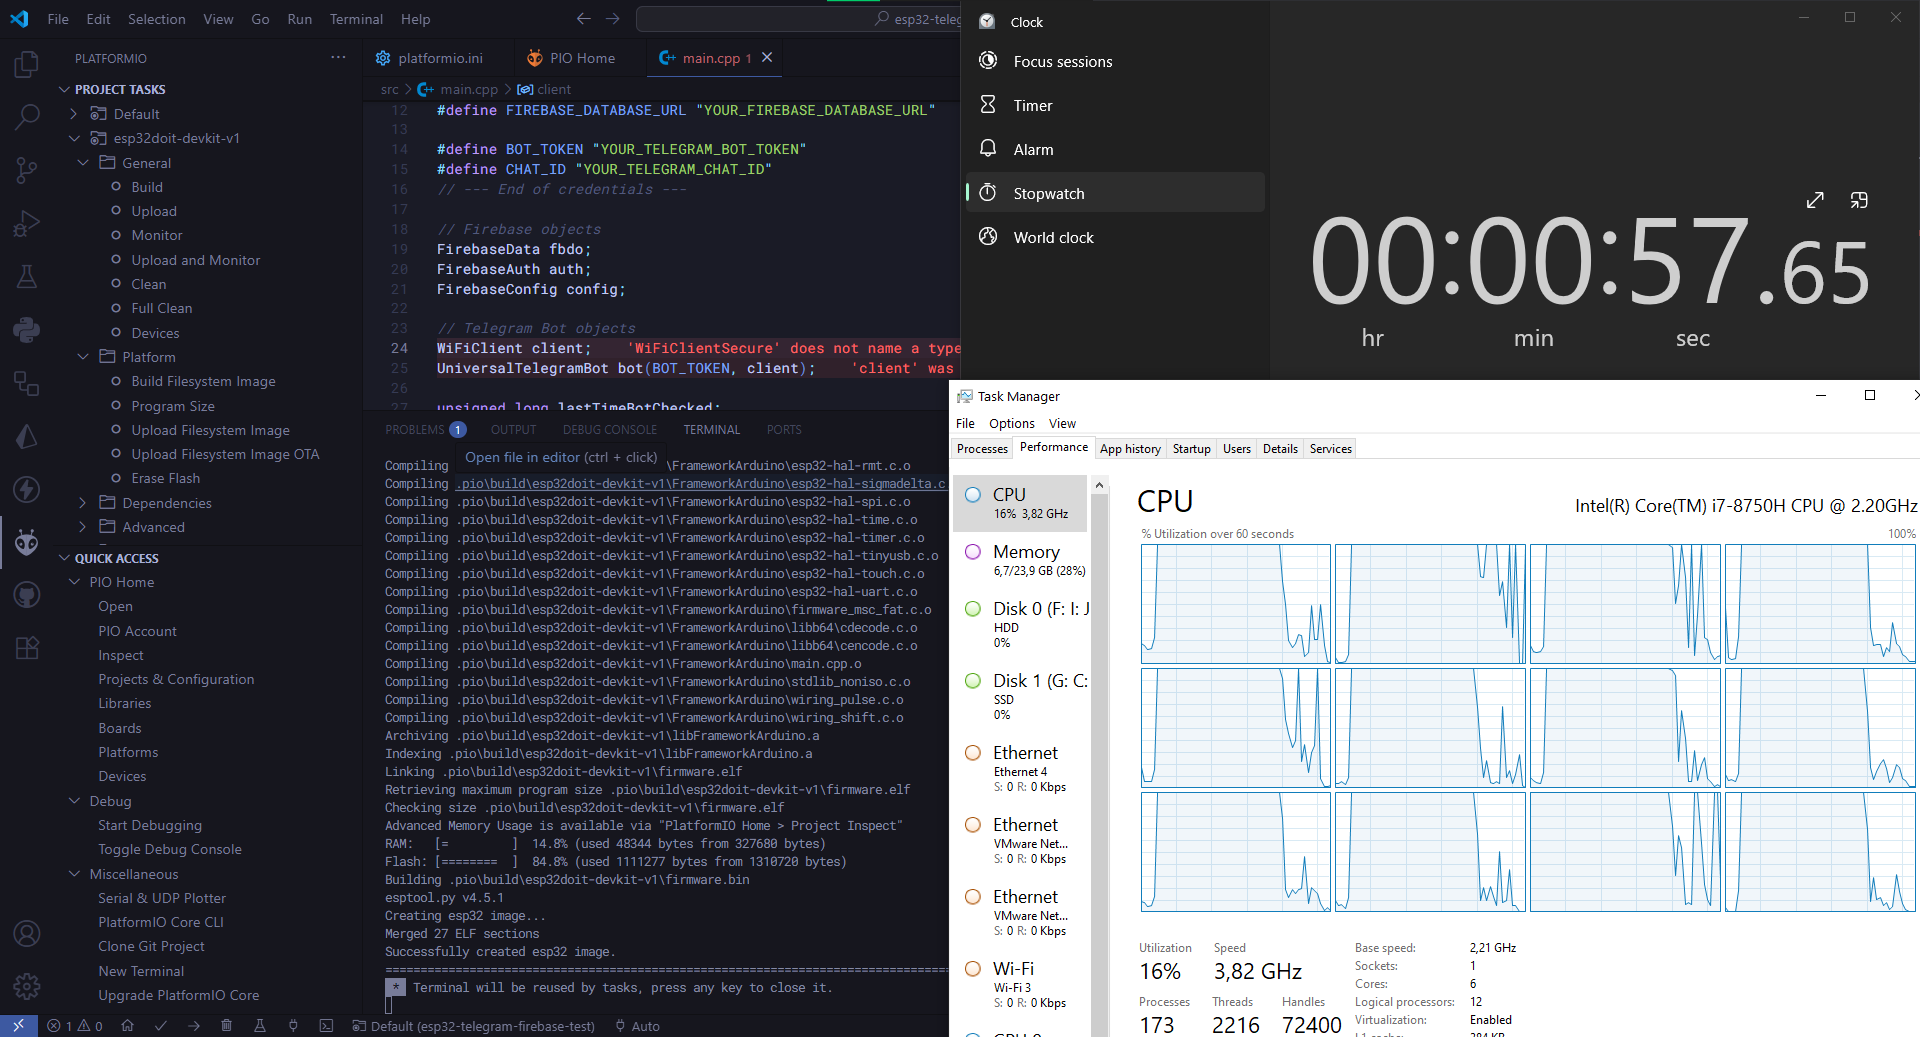 File Edit Selection View Go Run Terminal Help
esp32-teleg
PLATFORMIO
PROJECT TASKS
Default
esp32doit-devkit-v1
General
Build
Upload
Monitor
Upload and Monitor
Clean
Full Clean
Devices
Platform
Build Filesystem Image
Program Size
Upload Filesystem Image
Upload Filesystem Image OTA
Erase Flash
Dependencies
Advanced
QUICK ACCESS
PIO Home
Open
PIO Account
Inspect
Projects & Configuration
Libraries
Boards
Platforms
Devices
Debug
Start Debugging
Toggle Debug Console
Miscellaneous
Serial & UDP Plotter
PlatformIO Core CLI
Clone Git Project
New Terminal
Upgrade PlatformIO Core
platformio.ini PIO Home main.cpp 1
src > main.cpp > client
12 #define FIREBASE_DATABASE_URL "YOUR_FIREBASE_DATABASE_URL"
13
14 #define BOT_TOKEN "YOUR_TELEGRAM_BOT_TOKEN"
15 #define CHAT_ID "YOUR_TELEGRAM_CHAT_ID"
16 // --- End of credentials ---
17
18 // Firebase objects
19 FirebaseData fbdo;
20 FirebaseAuth auth;
21 FirebaseConfig config;
22
23 // Telegram Bot objects
24 WiFiClient client; 'WiFiClientSecure' does not name a type
25 UniversalTelegramBot bot(BOT_TOKEN, client); 'client' was
26
27 unsigned long lastTimeBotChecked;
PROBLEMS 1 OUTPUT DEBUG CONSOLE TERMINAL PORTS
Open file in editor (ctrl + click)
Compiling \FrameworkArduino\esp32-hal-rmt.c.o
Compiling .pio\build\esp32doit-devkit-v1\FrameworkArduino\esp32-hal-sigmadelta.c
Compiling .pio\build\esp32doit-devkit-v1\FrameworkArduino\esp32-hal-spi.c.o
Compiling .pio\build\esp32doit-devkit-v1\FrameworkArduino\esp32-hal-time.c.o
Compiling .pio\build\esp32doit-devkit-v1\FrameworkArduino\esp32-hal-timer.c.o
Compiling .pio\build\esp32doit-devkit-v1\FrameworkArduino\esp32-hal-tinyusb.c.o
Compiling .pio\build\esp32doit-devkit-v1\FrameworkArduino\esp32-hal-touch.c.o
Compiling .pio\build\esp32doit-devkit-v1\FrameworkArduino\esp32-hal-uart.c.o
Compiling .pio\build\esp32doit-devkit-v1\FrameworkArduino\firmware_msc_fat.c.o
Compiling .pio\build\esp32doit-devkit-v1\FrameworkArduino\libb64\cdecode.c.o
Compiling .pio\build\esp32doit-devkit-v1\FrameworkArduino\libb64\cencode.c.o
Compiling .pio\build\esp32doit-devkit-v1\FrameworkArduino\main.cpp.o
Compiling .pio\build\esp32doit-devkit-v1\FrameworkArduino\stdlib_noniso.c.o
Compiling .pio\build\esp32doit-devkit-v1\FrameworkArduino\wiring_pulse.c.o
Compiling .pio\build\esp32doit-devkit-v1\FrameworkArduino\wiring_shift.c.o
Archiving .pio\build\esp32doit-devkit-v1\libFrameworkArduino.a
Indexing .pio\build\esp32doit-devkit-v1\libFrameworkArduino.a
Linking .pio\build\esp32doit-devkit-v1\firmware.elf
Retrieving maximum program size .pio\build\esp32doit-devkit-v1\firmware.elf
Checking size .pio\build\esp32doit-devkit-v1\firmware.elf
Advanced Memory Usage is available via "PlatformIO Home > Project Inspect"
RAM: [= ] 14.8% (used 48344 bytes from 327680 bytes)
Flash: [======== ] 84.8% (used 1111277 bytes from 1310720 bytes)
Building .pio\build\esp32doit-devkit-v1\firmware.bin
esptool.py v4.5.1
Creating esp32 image...
Merged 27 ELF sections
Successfully created esp32 image.
* Terminal will be reused by tasks, press any key to close it.
1 0 Default (esp32-telegram-firebase-test) Auto
Clock
Focus sessions
Timer
Alarm
Stopwatch
World clock
00:00:57.65
hr min sec
Task Manager
File Options View
Processes Performance App history Startup Users Details Services
CPU
16% 3,82 GHz
Memory
6,7/23,9 GB (28%)
Disk 0 (F: I: J
HDD
0%
Disk 1 (G: C:
SSD
0%
Ethernet
Ethernet 4
S: 0 R: 0 Kbps
Ethernet
VMware Net...
S: 0 R: 0 Kbps
Ethernet
VMware Net...
S: 0 R: 0 Kbps
Wi-Fi
Wi-Fi 3
S: 0 R: 0 Kbps
CPU
Intel(R) Core(TM) i7-8750H CPU @ 2.20GHz
% Utilization over 60 seconds 100%
Utilization Speed
16% 3,82 GHz
Processes Threads Handles
173 2216 72400
Base speed: 2,21 GHz
Sockets: 1
Cores: 6
Logical processors: 12
Virtualization: Enabled